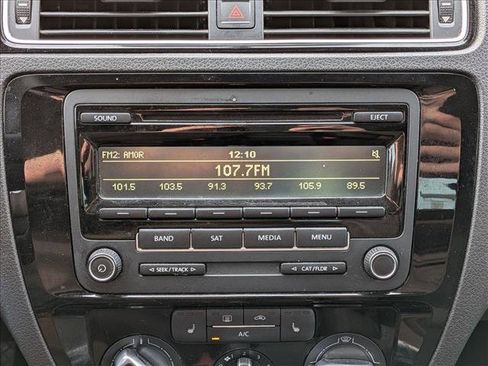 SOUND EJECT
FM2: AMOR 12:10
107.7FM
101.5 103.5 91.3 93.7 105.9 89.5
BAND SAT MEDIA MENU
SEEK/TRACK CAT/FLDR
A/C